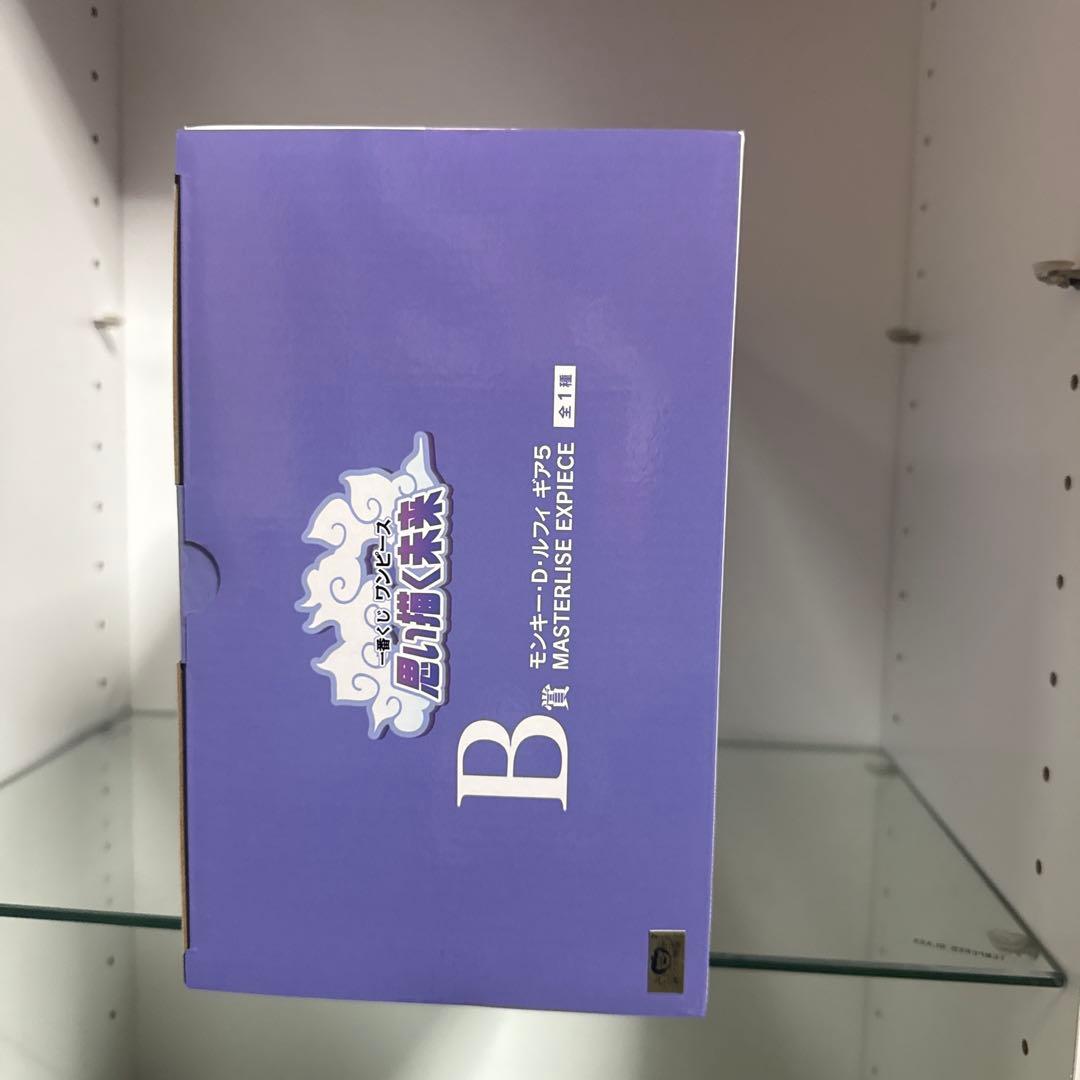 一番くじ ワンピース
思い描く未来
B賞
モンキー・D・ルフィ ギア5
MASTERLISE EXPIECE 全1種